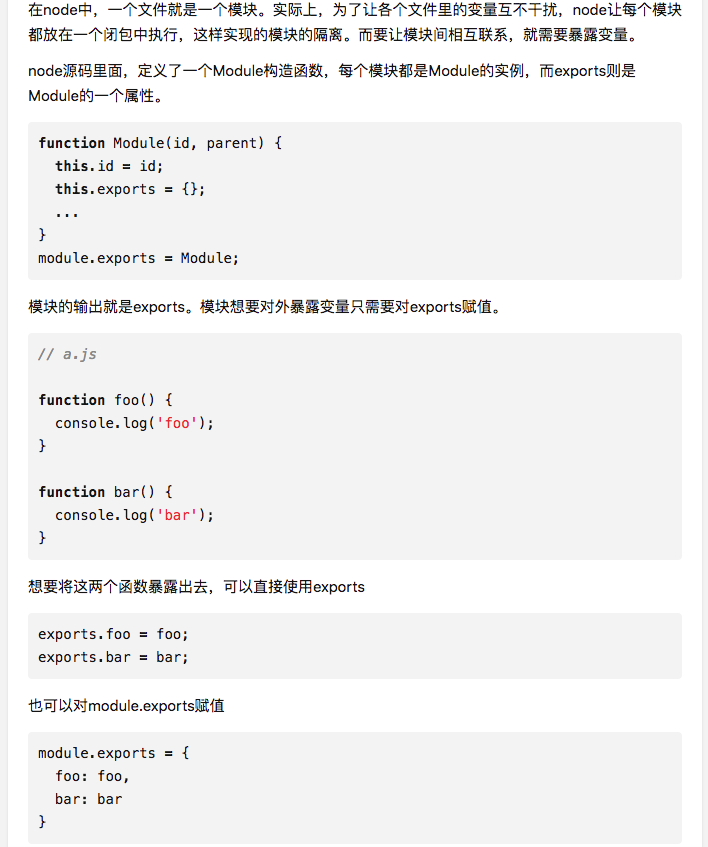 在node中，一个文件就是一个模块。实际上，为了让各个文件里的变量互不干扰，node让每个模块
都放在一个闭包中执行，这样实现的模块的隔离。而要让模块间相互联系，就需要暴露变量。
node源码里面，定义了一个Module构造函数，每个模块都是Module的实例，而exports则是
Module的一个属性。
function Module(id, parent) {
  this.id = id;
  this.exports = {};
  ...
}
module.exports = Module;
模块的输出就是exports。模块想要对外暴露变量只需要对exports赋值。
// a.js
function foo() {
  console.log('foo');
}
function bar() {
  console.log('bar');
}
想要将这两个函数暴露出去，可以直接使用exports
exports.foo = foo;
exports.bar = bar;
也可以对module.exports赋值
module.exports = {
  foo: foo,
  bar: bar
}